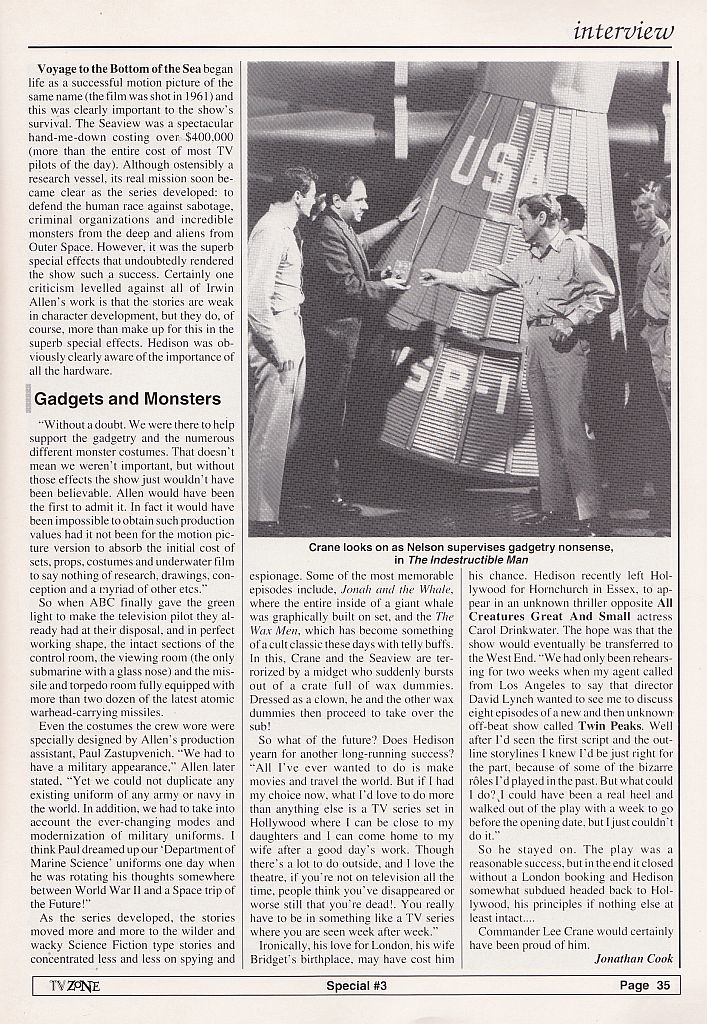 interview
Voyage to the Bottom of the Sea began
life as a successful motion picture of the
same name (the film was shot in 1961) and
this was clearly important to the show's
survival. The Seaview was a spectacular
hand-me-down costing over $400,000
(more than the entire cost of most TV
pilots of the day). Although ostensibly a
research vessel, its real mission soon be-
came clear as the series developed: to
defend the human race against sabotage,
criminal organizations and incredible
monsters from the deep and aliens from
Outer Space. However, it was the superb
special effects that undoubtedly rendered
the show such a success. Certainly one
criticism levelled against all of Irwin
Allen's work is that the stories are weak
in character development, but they do, of
course, more than make up for this in the
superb special effects. Hedison was ob-
viously clearly aware of the importance of
all the hardware.
Gadgets and Monsters
"Without a doubt. We were there to help
support the gadgetry and the numerous
different monster costumes. That doesn't
mean we weren't important, but without
those effects the show just wouldn't have
been believable. Allen would have been
the first to admit it. In fact it would have
been impossible to obtain such production
values had it not been for the motion pic-
ture version to absorb the initial cost of
sets, props, costumes and underwater film
to say nothing of research, drawings, con-
ception and a myriad of other etcs."
So when ABC finally gave the green
light to make the television pilot they al-
ready had at their disposal, and in perfect
working shape, the intact sections of the
control room, the viewing room (the only
submarine with a glass nose) and the mis-
sile and torpedo room fully equipped with
more than two dozen of the latest atomic
warhead-carrying missiles.
Even the costumes the crew wore were
specially designed by Allen's production
assistant, Paul Zastupvenich. "We had to
have a military appearance," Allen later
stated, "Yet we could not duplicate any
existing uniform of any army or navy in
the world. In addition, we had to take into
account the ever-changing modes and
modernization of military uniforms. I
think Paul dreamed up our 'Department of
Marine Science' uniforms one day when
he was rotating his thoughts somewhere
between World War II and a Space trip of
the Future!"
As the series developed, the stories
moved more and more to the wilder and
wacky Science Fiction type stories and
concentrated less and less on spying and
USA
SP-T
Crane looks on as Nelson supervises gadgetry nonsense,
in The Indestructible Man
espionage. Some of the most memorable
episodes include, Jonah and the Whale,
where the entire inside of a giant whale
was graphically built on set, and the The
Wax Men, which has become something
of a cult classic these days with telly buffs.
In this, Crane and the Seaview are ter-
rorized by a midget who suddenly bursts
out of a crate full of wax dummies.
Dressed as a clown, he and the other wax
dummies then proceed to take over the
sub!
So what of the future? Does Hedison
yearn for another long-running success?
"All I've ever wanted to do is make
movies and travel the world. But if I had
my choice now, what I'd love to do more
than anything else is a TV series set in
Hollywood where I can be close to my
daughters and I can come home to my
wife after a good day's work. Though
there's a lot to do outside, and I love the
theatre, if you're not on television all the
time, people think you've disappeared or
worse still that you're dead!. You really
have to be in something like a TV series
where you are seen week after week."
Ironically, his love for London, his wife
Bridget's birthplace, may have cost him
his chance. Hedison recently left Hol-
lywood for Hornchurch in Essex, to ap-
pear in an unknown thriller opposite All
Creatures Great And Small actress
Carol Drinkwater. The hope was that the
show would eventually be transferred to
the West End. "We had only been rehears-
ing for two weeks when my agent called
from Los Angeles to say that director
David Lynch wanted to see me to discuss
eight episodes of a new and then unknown
off-beat show called Twin Peaks. Well
after I'd seen the first script and the out-
line storylines I knew I'd be just right for
the part, because of some of the bizarre
rôles I'd played in the past. But what could
I do? I could have been a real heel and
walked out of the play with a week to go
before the opening date, but I just couldn't
do it."
So he stayed on. The play was a
reasonable success, but in the end it closed
without a London booking and Hedison
somewhat subdued headed back to Hol-
lywood, his principles if nothing else at
least intact....
Commander Lee Crane would certainly
have been proud of him.
Jonathan Cook
TV ZONE
Special #3
Page 35